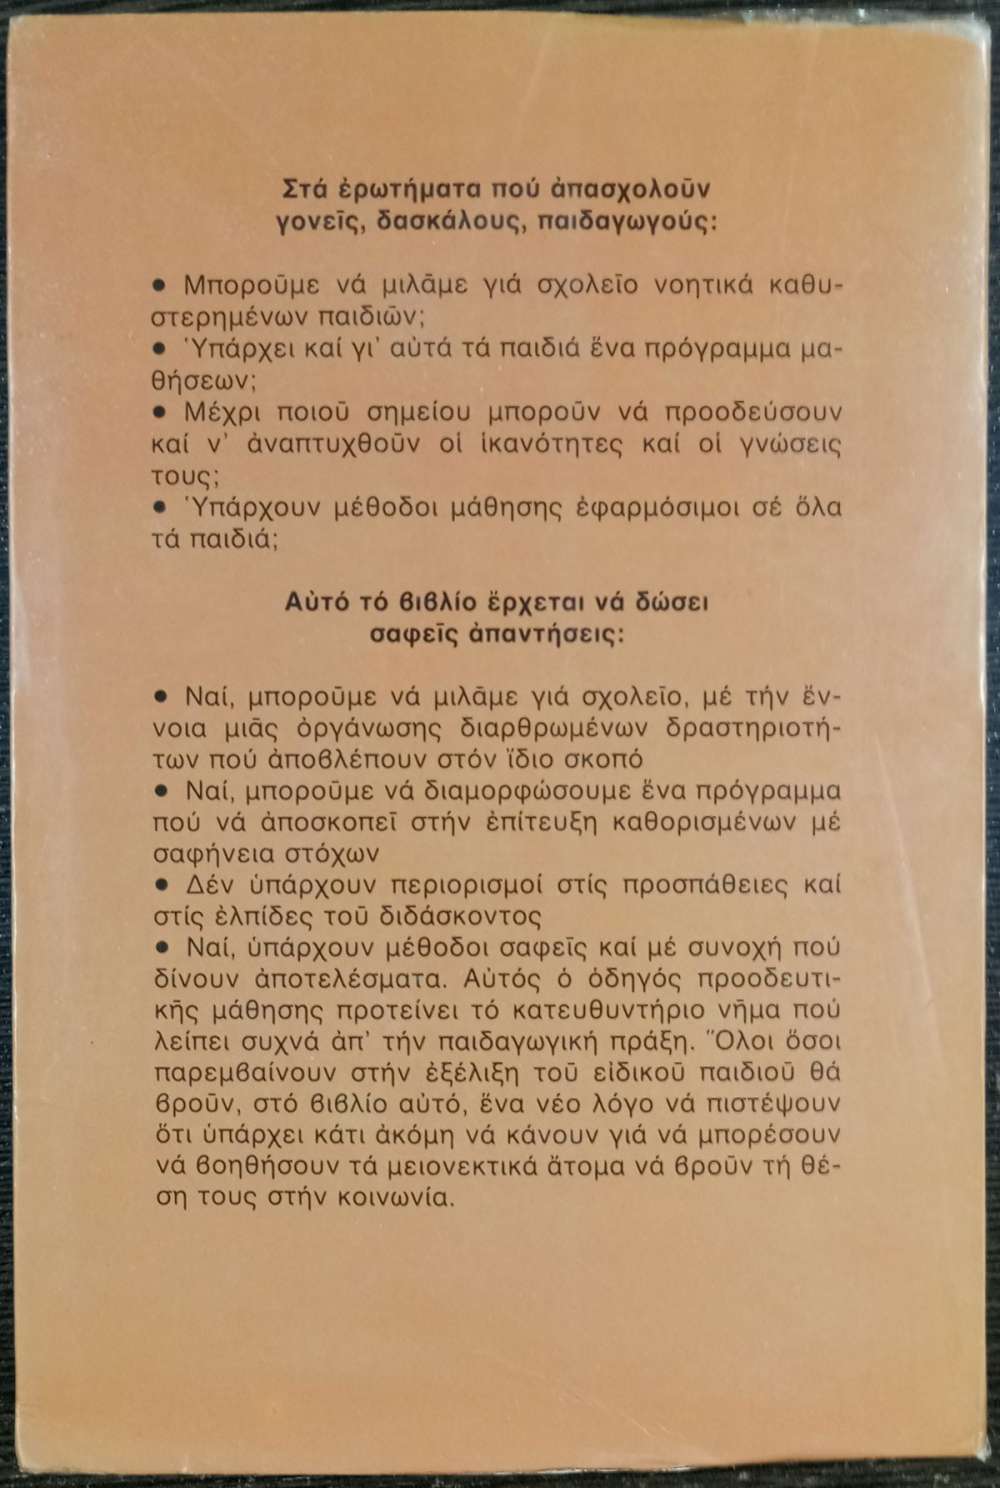 Στά ἐρωτήματα πού ἀπασχολοῦν
γονεῖς, δασκάλους, παιδαγωγούς:
● Μποροῦμε νά μιλᾶμε γιά σχολεῖο νοητικά καθυ-
στερημένων παιδιῶν;
● Ὑπάρχει καί γι' αὐτά τά παιδιά ἕνα πρόγραμμα μα-
θήσεων;
● Μέχρι ποιοῦ σημείου μποροῦν νά προοδεύσουν
καί ν' ἀναπτυχθοῦν οἱ ἱκανότητες καί οἱ γνώσεις
τους;
● Ὑπάρχουν μέθοδοι μάθησης ἐφαρμόσιμοι σέ ὅλα
τά παιδιά;
Αὐτό τό βιβλίο ἔρχεται νά δώσει
σαφεῖς ἀπαντήσεις:
● Ναί, μποροῦμε νά μιλᾶμε γιά σχολεῖο, μέ τήν ἔν-
νοια μιᾶς ὀργάνωσης διαρθρωμένων δραστηριοτή-
των πού ἀποβλέπουν στόν ἴδιο σκοπό
● Ναί, μποροῦμε νά διαμορφώσουμε ἕνα πρόγραμμα
πού νά ἀποσκοπεῖ στήν ἐπίτευξη καθορισμένων μέ
σαφήνεια στόχων
● Δέν ὑπάρχουν περιορισμοί στίς προσπάθειες καί
στίς ἐλπίδες τοῦ διδάσκοντος
● Ναί, ὑπάρχουν μέθοδοι σαφεῖς καί μέ συνοχή πού
δίνουν ἀποτελέσματα. Αὐτός ὁ ὁδηγός προοδευτι-
κῆς μάθησης προτείνει τό κατευθυντήριο νῆμα πού
λείπει συχνά ἀπ' τήν παιδαγωγική πράξη. Ὅλοι ὅσοι
παρεμβαίνουν στήν ἐξέλιξη τοῦ εἰδικοῦ παιδιοῦ θά
βροῦν, στό βιβλίο αὐτό, ἕνα νέο λόγο νά πιστέψουν
ὅτι ὑπάρχει κάτι ἀκόμη νά κάνουν γιά νά μπορέσουν
νά βοηθήσουν τά μειονεκτικά ἄτομα νά βροῦν τή θέ-
ση τους στήν κοινωνία.